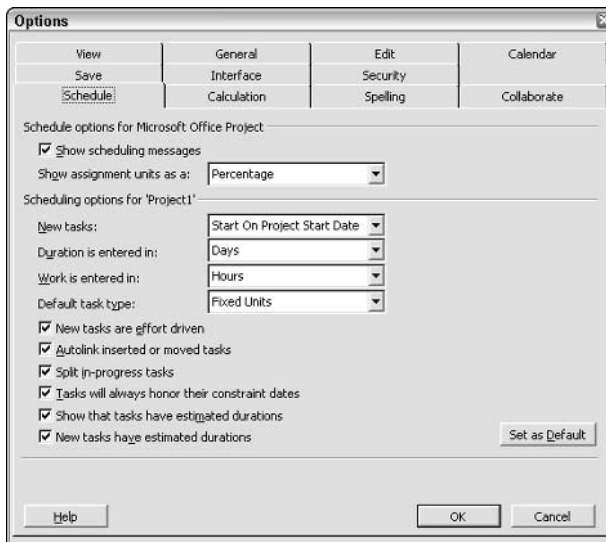 Options
View General Edit Calendar
Save Interface Security
Schedule Calculation Spelling Collaborate
Schedule options for Microsoft Office Project
Show scheduling messages
Show assignment units as a: Percentage
Scheduling options for 'Project1'
New tasks: Start On Project Start Date
Duration is entered in: Days
Work is entered in: Hours
Default task type: Fixed Units
New tasks are effort driven
Autolink inserted or moved tasks
Split in-progress tasks
Tasks will always honor their constraint dates
Show that tasks have estimated durations
New tasks have estimated durations
Set as Default
Help OK Cancel